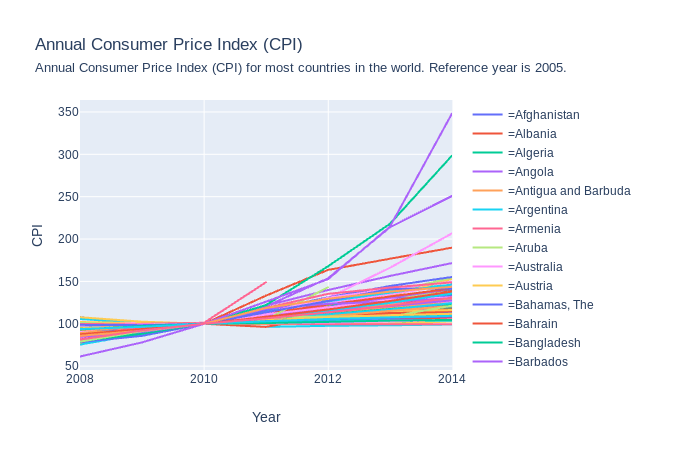 Annual Consumer Price Index (CPI)
Annual Consumer Price Index (CPI) for most countries in the world. Reference year is 2005.
350
300
250
200
150
100
50
CPI
2008
2010
2012
2014
Year
=Afghanistan
=Albania
=Algeria
=Angola
=Antigua and Barbuda
=Argentina
=Armenia
=Aruba
=Australia
=Austria
=Bahamas, The
=Bahrain
=Bangladesh
=Barbados